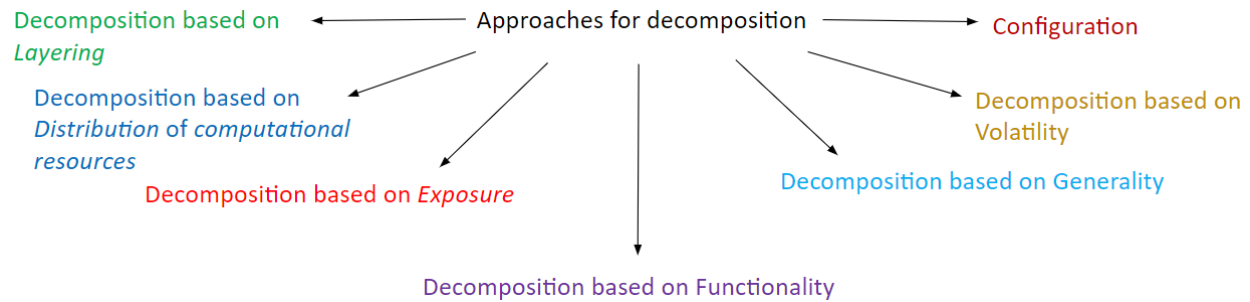 Approaches for decomposition
Decomposition based on
Layering
Decomposition based on
Distribution of computational
resources
Decomposition based on Exposure
Decomposition based on Functionality
Decomposition based on Generality
Decomposition based on
Volatility
Configuration